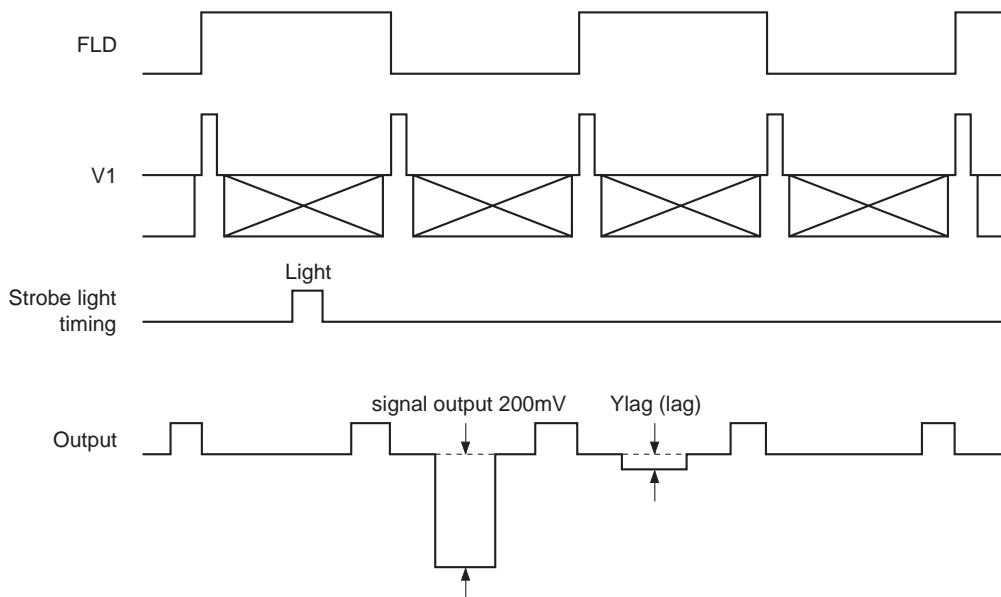 FLD
V1
Light
Strobe light
timing
signal output 200mV
Ylag (lag)
Output